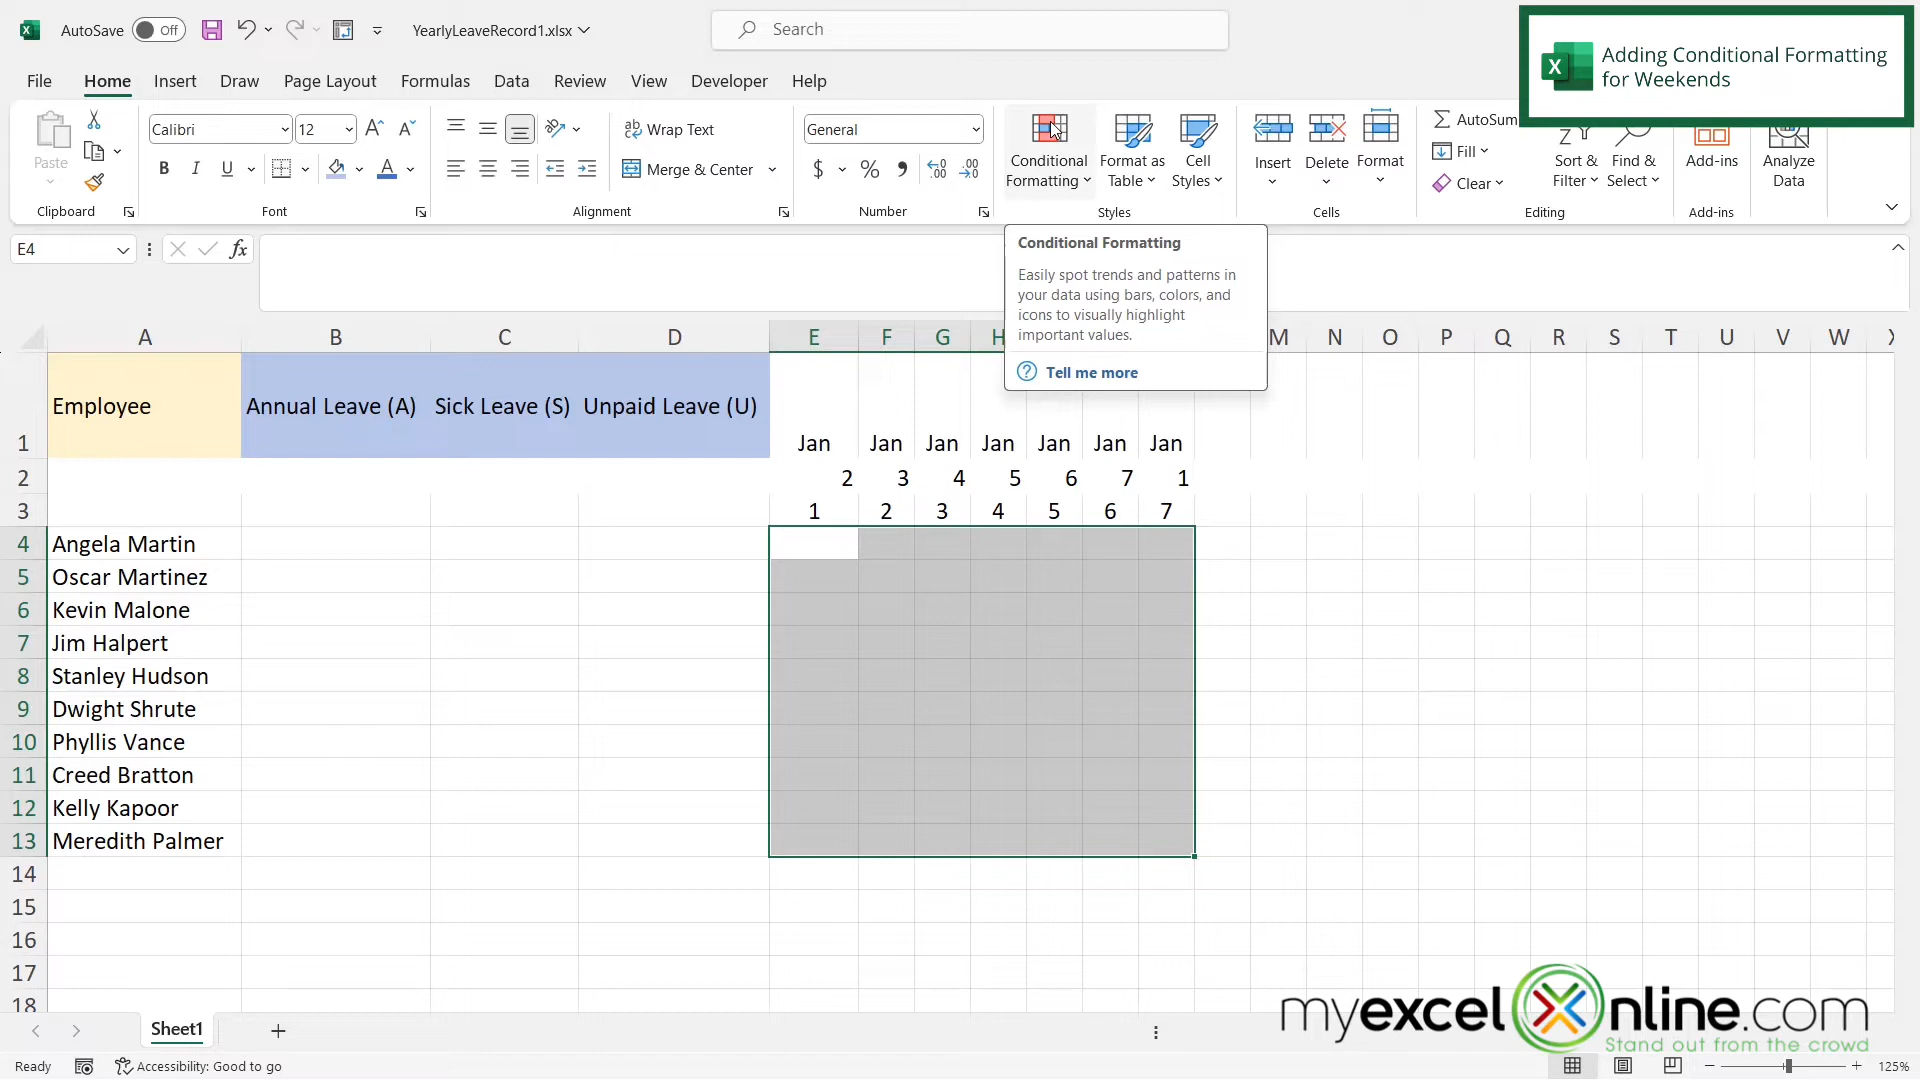 AutoSave Off YearlyLeaveRecord1.xlsx Search
Adding Conditional Formatting
for Weekends
File Home Insert Draw Page Layout Formulas Data Review View Developer Help
Paste
Clipboard
Calibri 12
B I U A
Font
ab Wrap Text
Merge & Center
Alignment
General
$ % , .00
Number
Conditional
Formatting
Format as
Table
Cell
Styles
Styles
Insert Delete Format
Cells
AutoSum
Fill
Clear
Sort &
Filter
Find &
Select
Editing
Add-ins
Add-ins
Analyze
Data
E4 fx
Conditional Formatting
Easily spot trends and patterns in
your data using bars, colors, and
icons to visually highlight
important values.
Tell me more
A B C D E F G H M N O P Q R S T U V W X
1 Employee Annual Leave (A) Sick Leave (S) Unpaid Leave (U) Jan Jan Jan Jan Jan Jan Jan
2 2 3 4 5 6 7 1
3 1 2 3 4 5 6 7
4 Angela Martin
5 Oscar Martinez
6 Kevin Malone
7 Jim Halpert
8 Stanley Hudson
9 Dwight Shrute
10 Phyllis Vance
11 Creed Bratton
12 Kelly Kapoor
13 Meredith Palmer
14
15
16
17
18
Sheet1
myexcelonline.com
Stand out from the crowd
Ready Accessibility: Good to go 125%